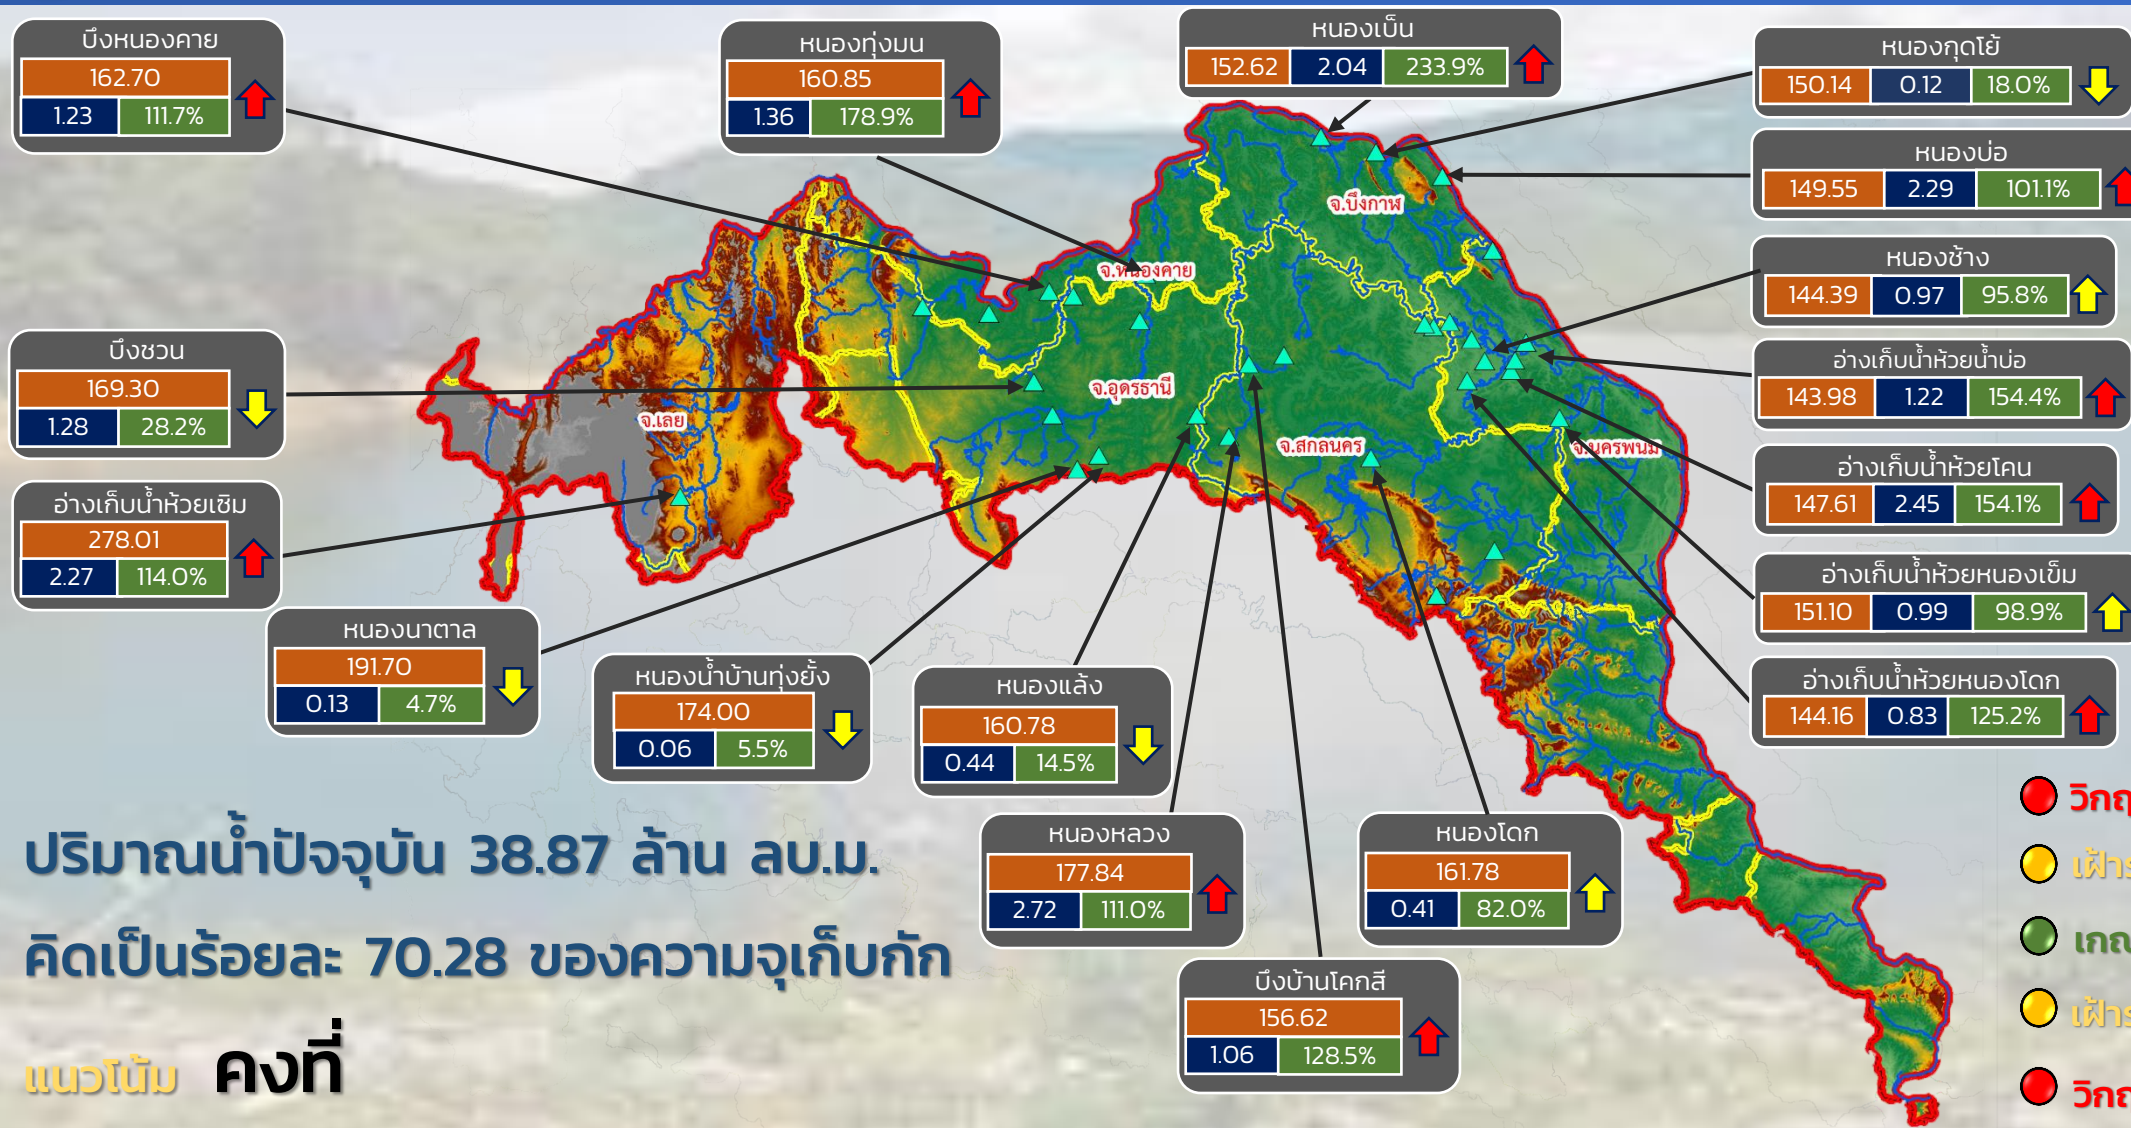 บึงหนองคาย
162.70
1.23 111.7%
หนองทุ่งมน
160.85
1.36 178.9%
หนองเบ็น
152.62 2.04 233.9%
หนองกุดโย้
150.14 0.12 18.0%
หนองบ่อ
149.55 2.29 101.1%
หนองช้าง
144.39 0.97 95.8%
อ่างเก็บน้ำห้วยน้ำบ่อ
143.98 1.22 154.4%
อ่างเก็บน้ำห้วยโคน
147.61 2.45 154.1%
อ่างเก็บน้ำห้วยหนองเข็ม
151.10 0.99 98.9%
อ่างเก็บน้ำห้วยหนองโดก
144.16 0.83 125.2%
บึงชวน
169.30
1.28 28.2%
อ่างเก็บน้ำห้วยเซิม
278.01
2.27 114.0%
หนองนาตาล
191.70
0.13 4.7%
หนองน้ำบ้านทุ่งยั้ง
174.00
0.06 5.5%
หนองแล้ง
160.78
0.44 14.5%
หนองหลวง
177.84
2.72 111.0%
หนองโดก
161.78
0.41 82.0%
บึงบ้านโคกสี
156.62
1.06 128.5%
จ.บึงกาฬ
จ.หนองคาย
จ.อุดรธานี
จ.เลย
จ.สกลนคร
จ.นครพนม
ปริมาณน้ำปัจจุบัน 38.87 ล้าน ลบ.ม.
คิดเป็นร้อยละ 70.28 ของความจุเก็บกัก
แนวโน้ม คงที่